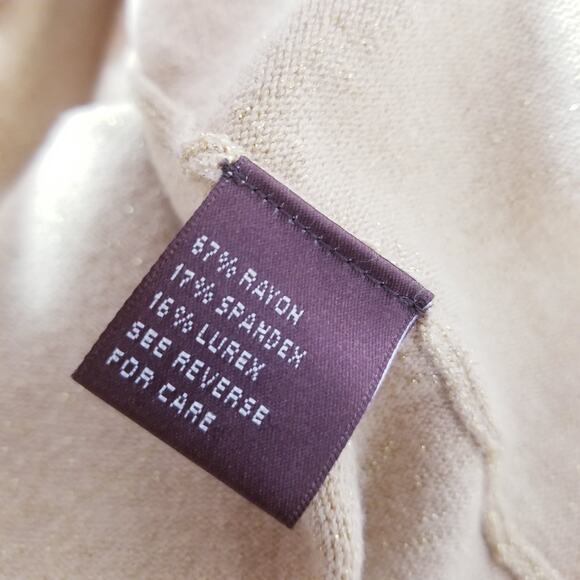 67% RAYON
17% SPANDEX
16% LUREX
SEE REVERSE
FOR CARE